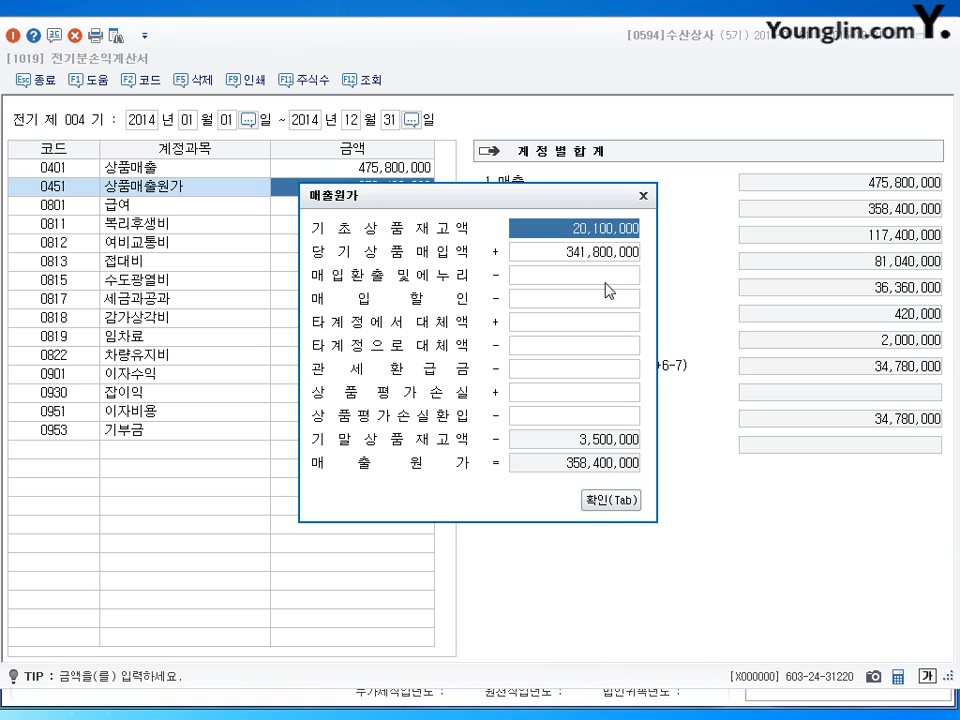 Younglin.com Y.
[0594]수산상사 (5기) 201
[1019] 전기분손익계산서
Esc 종료 F1 도움 F2 코드 F5 삭제 F9 인쇄 F11 주식수 F12 조회
전기 제 004 기 : 2014 년 01 월 01 일 ~ 2014 년 12 월 31 일
코드 계정과목 금액
0401 상품매출 475,800,000
0451 상품매출원가
0801 급여
0811 복리후생비
0812 여비교통비
0813 접대비
0815 수도광열비
0817 세금과공과
0818 감가상각비
0819 임차료
0822 차량유지비
0901 이자수익
0930 잡이익
0951 이자비용
0953 기부금
매출원가 x
기초상품재고액 20,100,000
당기상품매입액 + 341,800,000
매입환출및에누리 -
매입할인 -
타계정에서대체액 +
타계정으로대체액 -
관세환급금 -
상품평가손실 +
상품평가손실환입 -
기말상품재고액 - 3,500,000
매출원가 = 358,400,000
확인(Tab)
계정별합계
1.매출 475,800,000
358,400,000
117,400,000
81,040,000
36,360,000
420,000
2,000,000
+6-7) 34,780,000
34,780,000
TIP : 금액을(를) 입력하세요.
[X000000] 603-24-31220 가